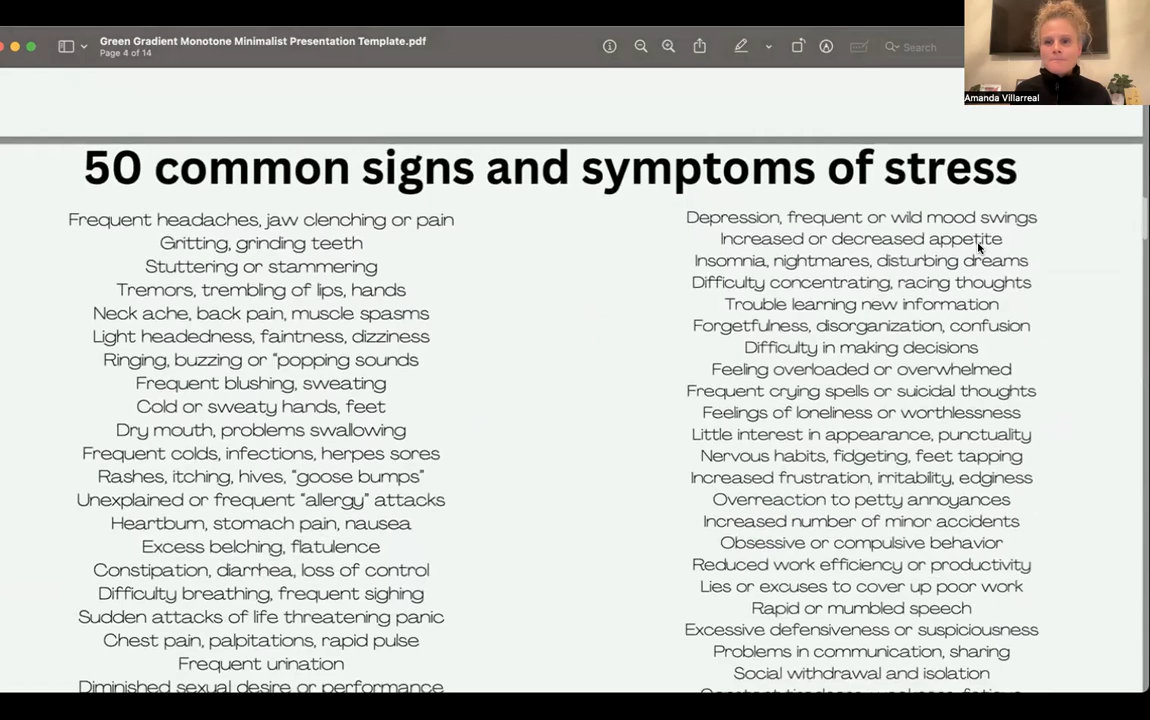 Green Gradient Monotone Minimalist Presentation Template.pdf
Page 4 of 14
Search
Amanda Villarreal
50 common signs and symptoms of stress
Frequent headaches, jaw clenching or pain
Gritting, grinding teeth
Stuttering or stammering
Tremors, trembling of lips, hands
Neck ache, back pain, muscle spasms
Light headedness, faintness, dizziness
Ringing, buzzing or “popping sounds
Frequent blushing, sweating
Cold or sweaty hands, feet
Dry mouth, problems swallowing
Frequent colds, infections, herpes sores
Rashes, itching, hives, “goose bumps”
Unexplained or frequent “allergy” attacks
Heartburn, stomach pain, nausea
Excess belching, flatulence
Constipation, diarrhea, loss of control
Difficulty breathing, frequent sighing
Sudden attacks of life threatening panic
Chest pain, palpitations, rapid pulse
Frequent urination
Diminished sexual desire or performance
Depression, frequent or wild mood swings
Increased or decreased appetite
Insomnia, nightmares, disturbing dreams
Difficulty concentrating, racing thoughts
Trouble learning new information
Forgetfulness, disorganization, confusion
Difficulty in making decisions
Feeling overloaded or overwhelmed
Frequent crying spells or suicidal thoughts
Feelings of loneliness or worthlessness
Little interest in appearance, punctuality
Nervous habits, fidgeting, feet tapping
Increased frustration, irritability, edginess
Overreaction to petty annoyances
Increased number of minor accidents
Obsessive or compulsive behavior
Reduced work efficiency or productivity
Lies or excuses to cover up poor work
Rapid or mumbled speech
Excessive defensiveness or suspiciousness
Problems in communication, sharing
Social withdrawal and isolation